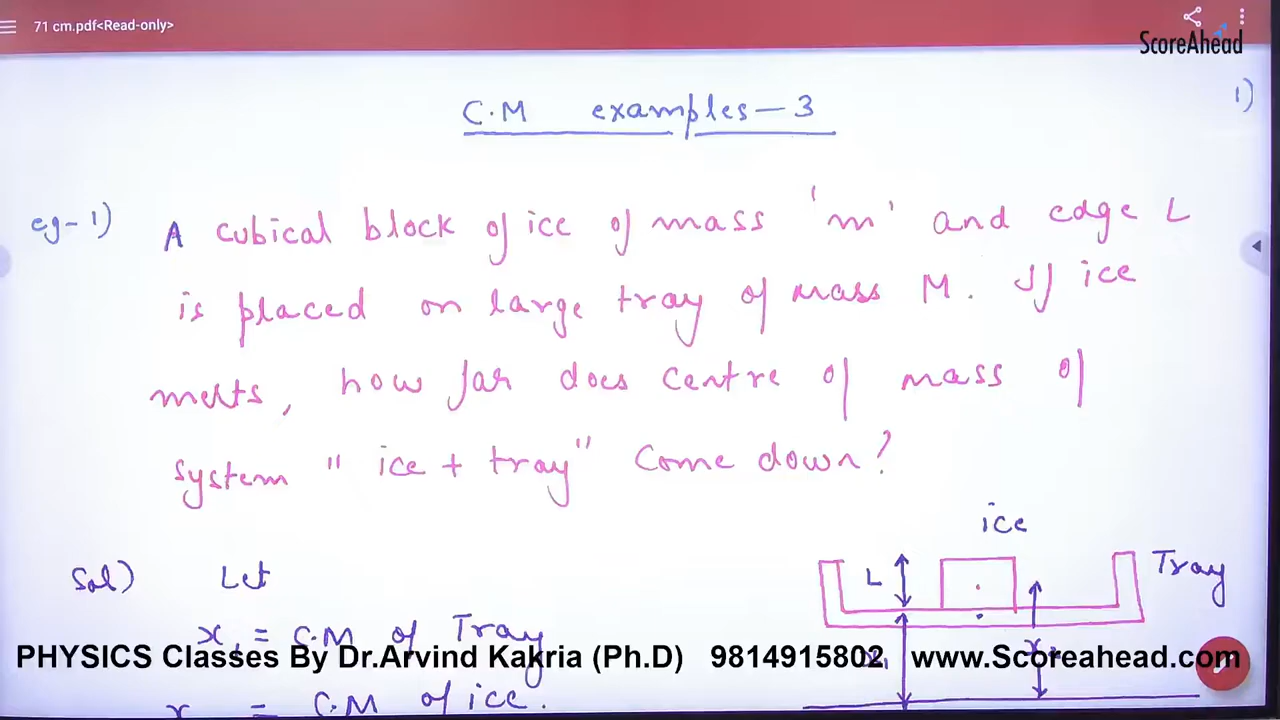 71 cm.pdf<Read-only>
ScoreAhead
1)
C.M examples-3
eg-1) A cubical block of ice of mass 'm' and edge L
is placed on large tray of mass M. If ice
melts, how far does centre of mass of
system "ice + tray" come down?
ice
Sol) Let
L
Tray
x₁ = C.M of Tray
PHYSICS Classes By Dr.Arvind Kakria (Ph.D) 9814915802 www.Scoreahead.com
x₁
= C.M of ice.